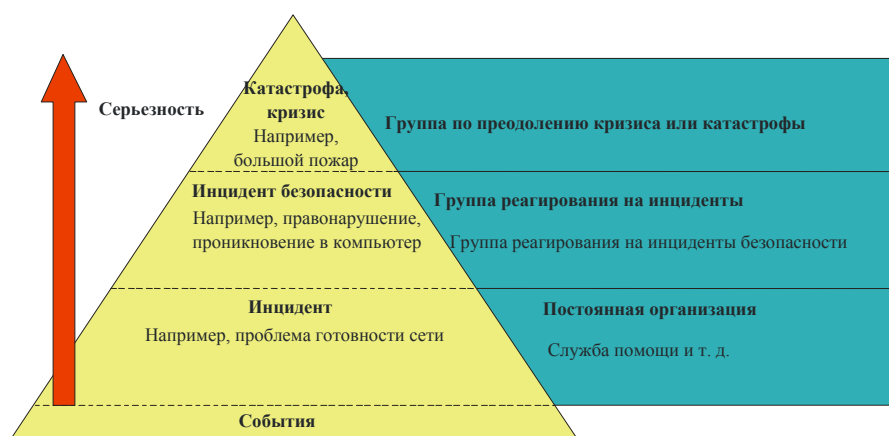 Серьезность
Катастрофа,
кризис
Например,
большой пожар
Группа по преодолению кризиса или катастрофы
Инцидент безопасности
Например, правонарушение,
проникновение в компьютер
Группа реагирования на инциденты
Группа реагирования на инциденты безопасности
Инцидент
Например, проблема готовности сети
Постоянная организация
Служба помощи и т. д.
События